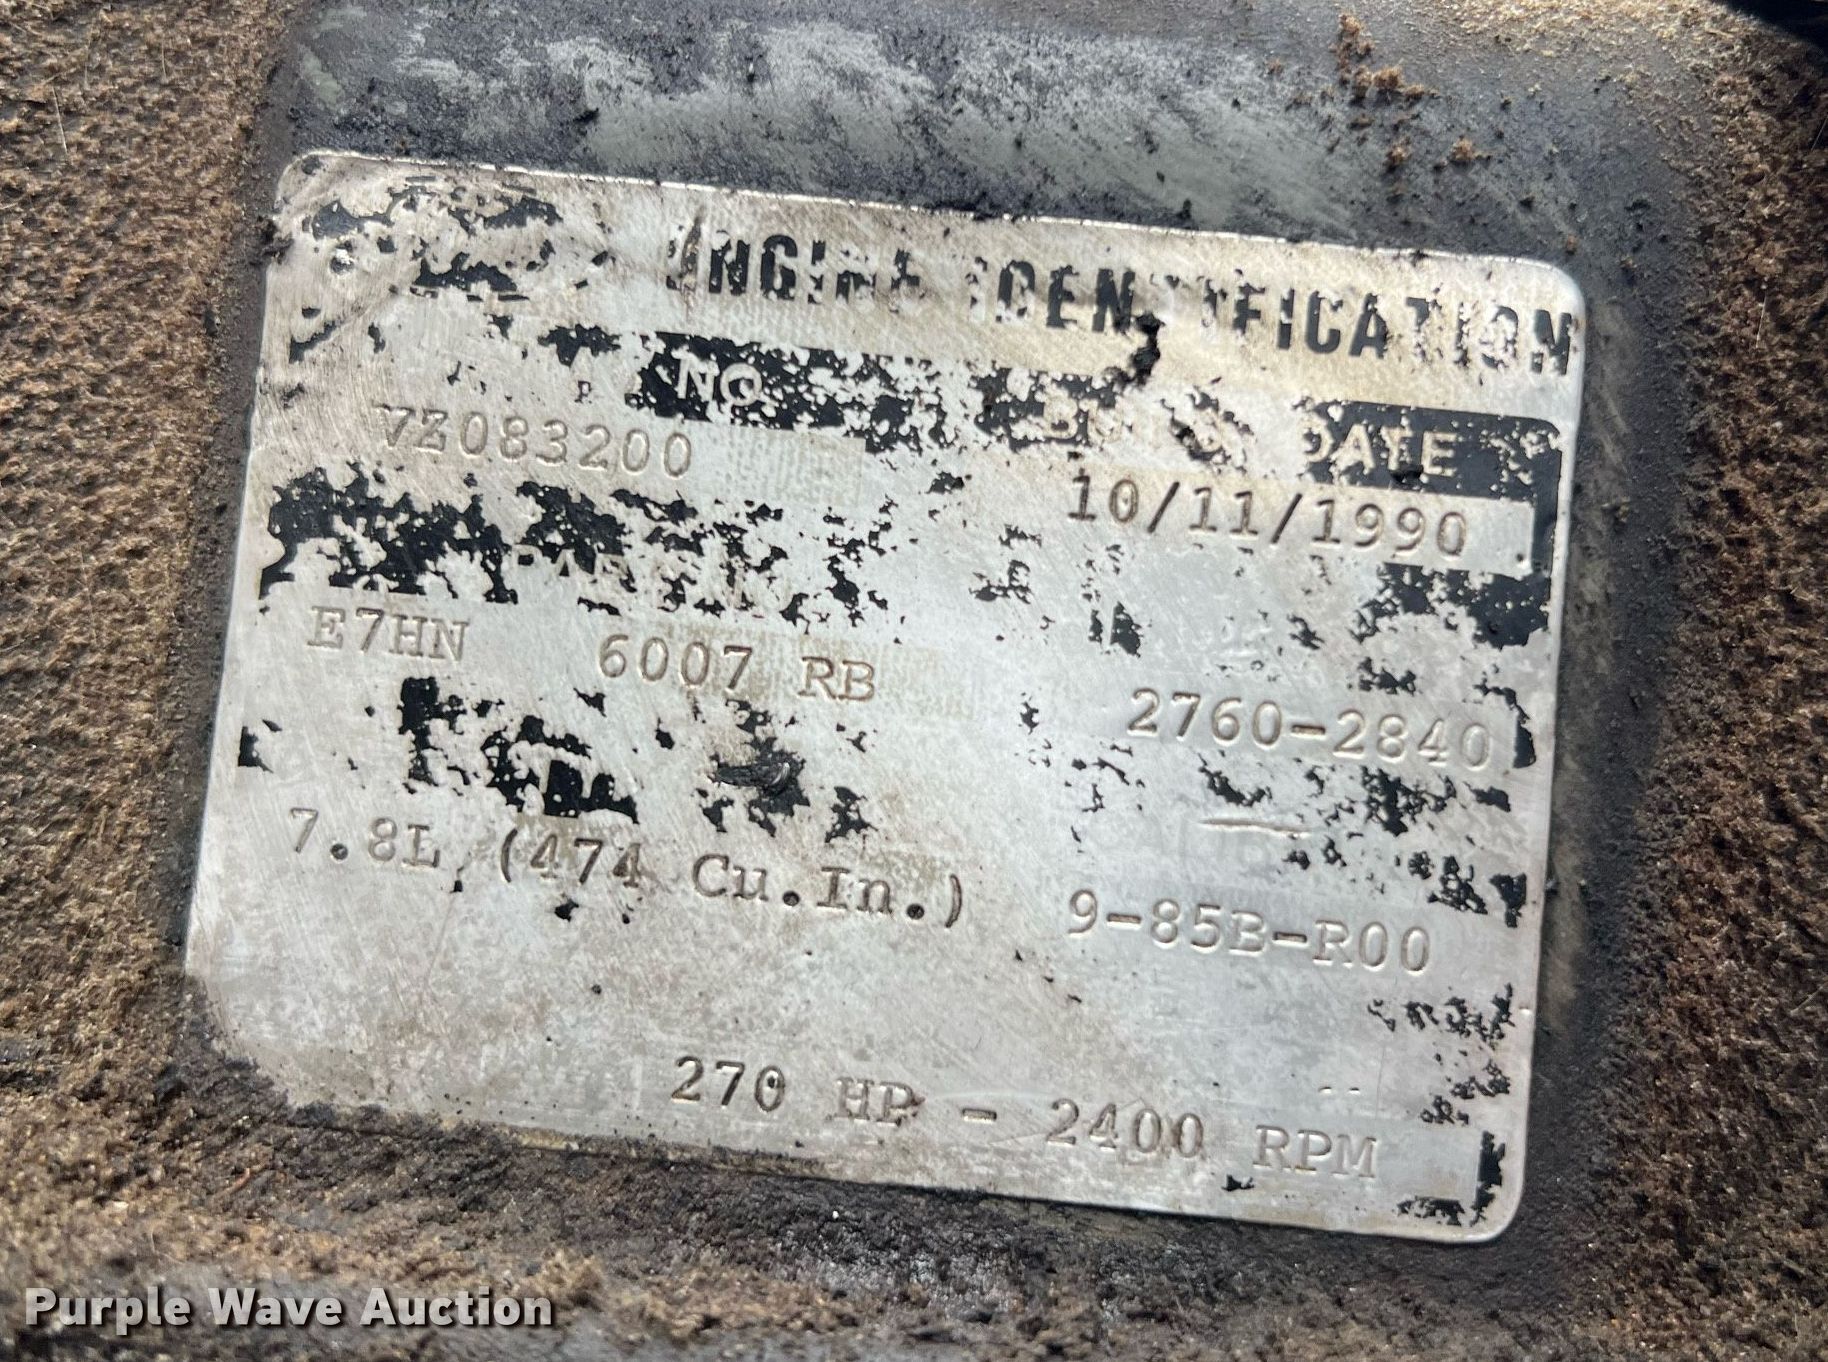 ENGINE IDENTIFICATION
NO. DATE
VZ083200 10/11/1990
E7HN 6007 RB 2760-2840
7.8L (474 Cu.In.) 9-85B-R00
270 HP - 2400 RPM
Purple Wave Auction